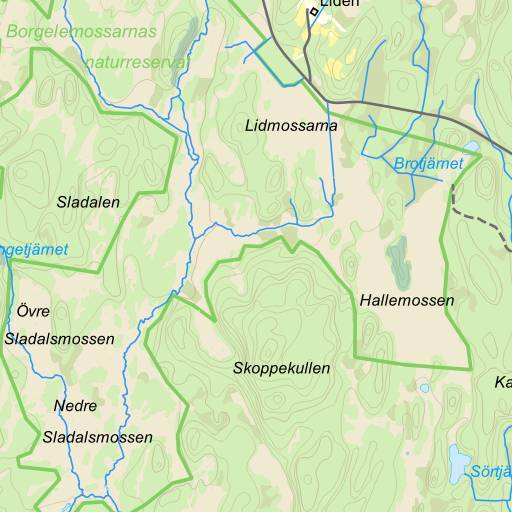 Liden
Borgelemossarnas
naturreservat
Lidmossarna
Brotjärnet
Sladalen
ngetjärnet
Övre
Sladalsmossen
Hallemossen
Skoppekullen
Ka
Nedre
Sladalsmossen
Sörtjä